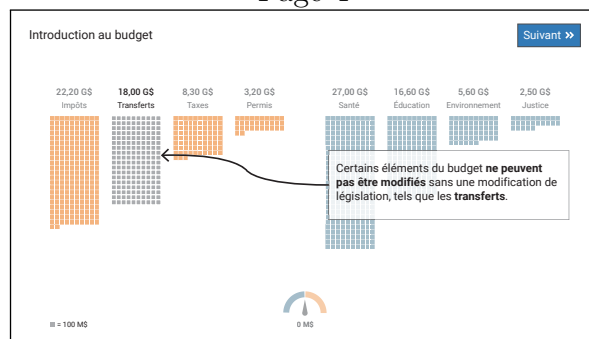 Introduction au budget
Suivant »
22,20 G$ 18,00 G$ 8,30 G$ 3,20 G$ 27,00 G$ 16,60 G$ 5,60 G$ 2,50 G$
Impôts Transferts Taxes Permis Santé Éducation Environnement Justice
Certains éléments du budget ne peuvent
pas être modifiés sans une modification de
législation, tels que les transferts.
= 100 M$
0 M$